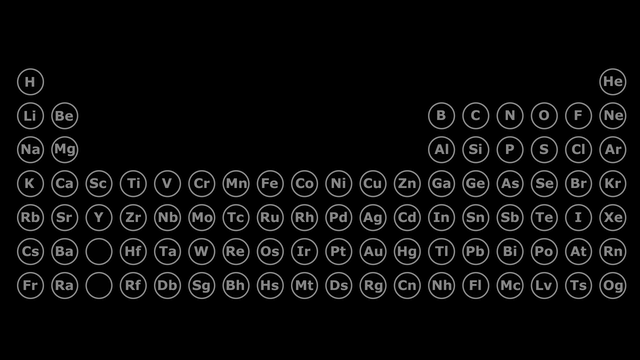 H He
Li Be B C N O F Ne
Na Mg Al Si P S Cl Ar
K Ca Sc Ti V Cr Mn Fe Co Ni Cu Zn Ga Ge As Se Br Kr
Rb Sr Y Zr Nb Mo Tc Ru Rh Pd Ag Cd In Sn Sb Te I Xe
Cs Ba Hf Ta W Re Os Ir Pt Au Hg Tl Pb Bi Po At Rn
Fr Ra Rf Db Sg Bh Hs Mt Ds Rg Cn Nh Fl Mc Lv Ts Og